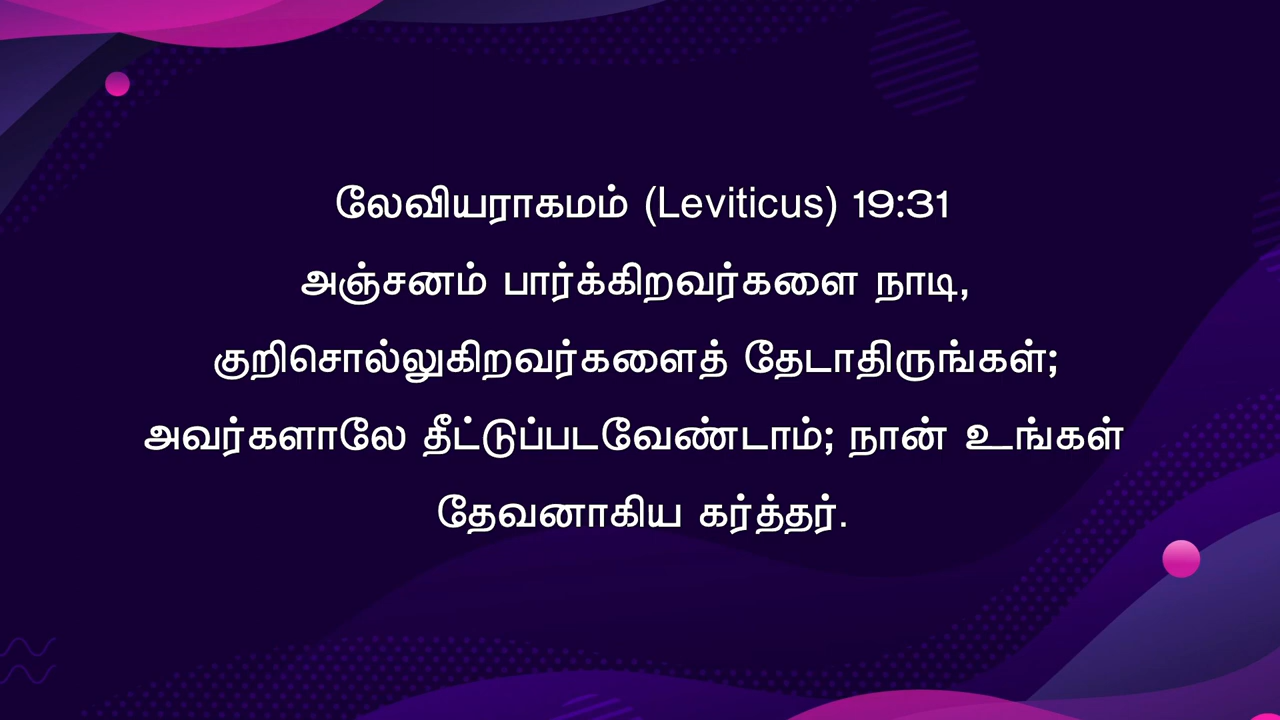 லேவியராகமம் (Leviticus) 19:31
அஞ்சனம் பார்க்கிறவர்களை நாடி,
குறிசொல்லுகிறவர்களைத் தேடாதிருங்கள்;
அவர்களாலே தீட்டுப்படவேண்டாம்; நான் உங்கள்
தேவனாகிய கர்த்தர்.